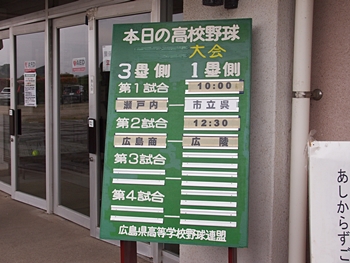 本日の高校野球
大会
3塁側 1塁側
第1試合 10:00
瀬戸内 市立呉
第2試合 12:30
広島商 広陵
第3試合
第4試合
広島県高等学校野球連盟
あしからずご